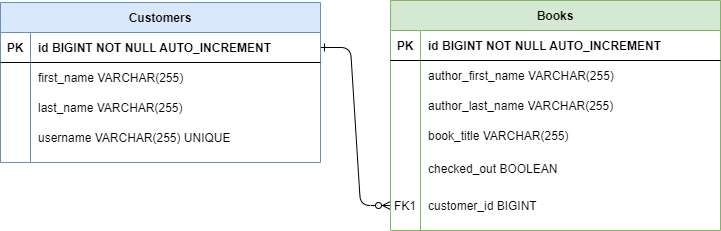 Customers
PK id BIGINT NOT NULL AUTO_INCREMENT
first_name VARCHAR(255)
last_name VARCHAR(255)
username VARCHAR(255) UNIQUE
Books
PK id BIGINT NOT NULL AUTO_INCREMENT
author_first_name VARCHAR(255)
author_last_name VARCHAR(255)
book_title VARCHAR(255)
checked_out BOOLEAN
FK1 customer_id BIGINT